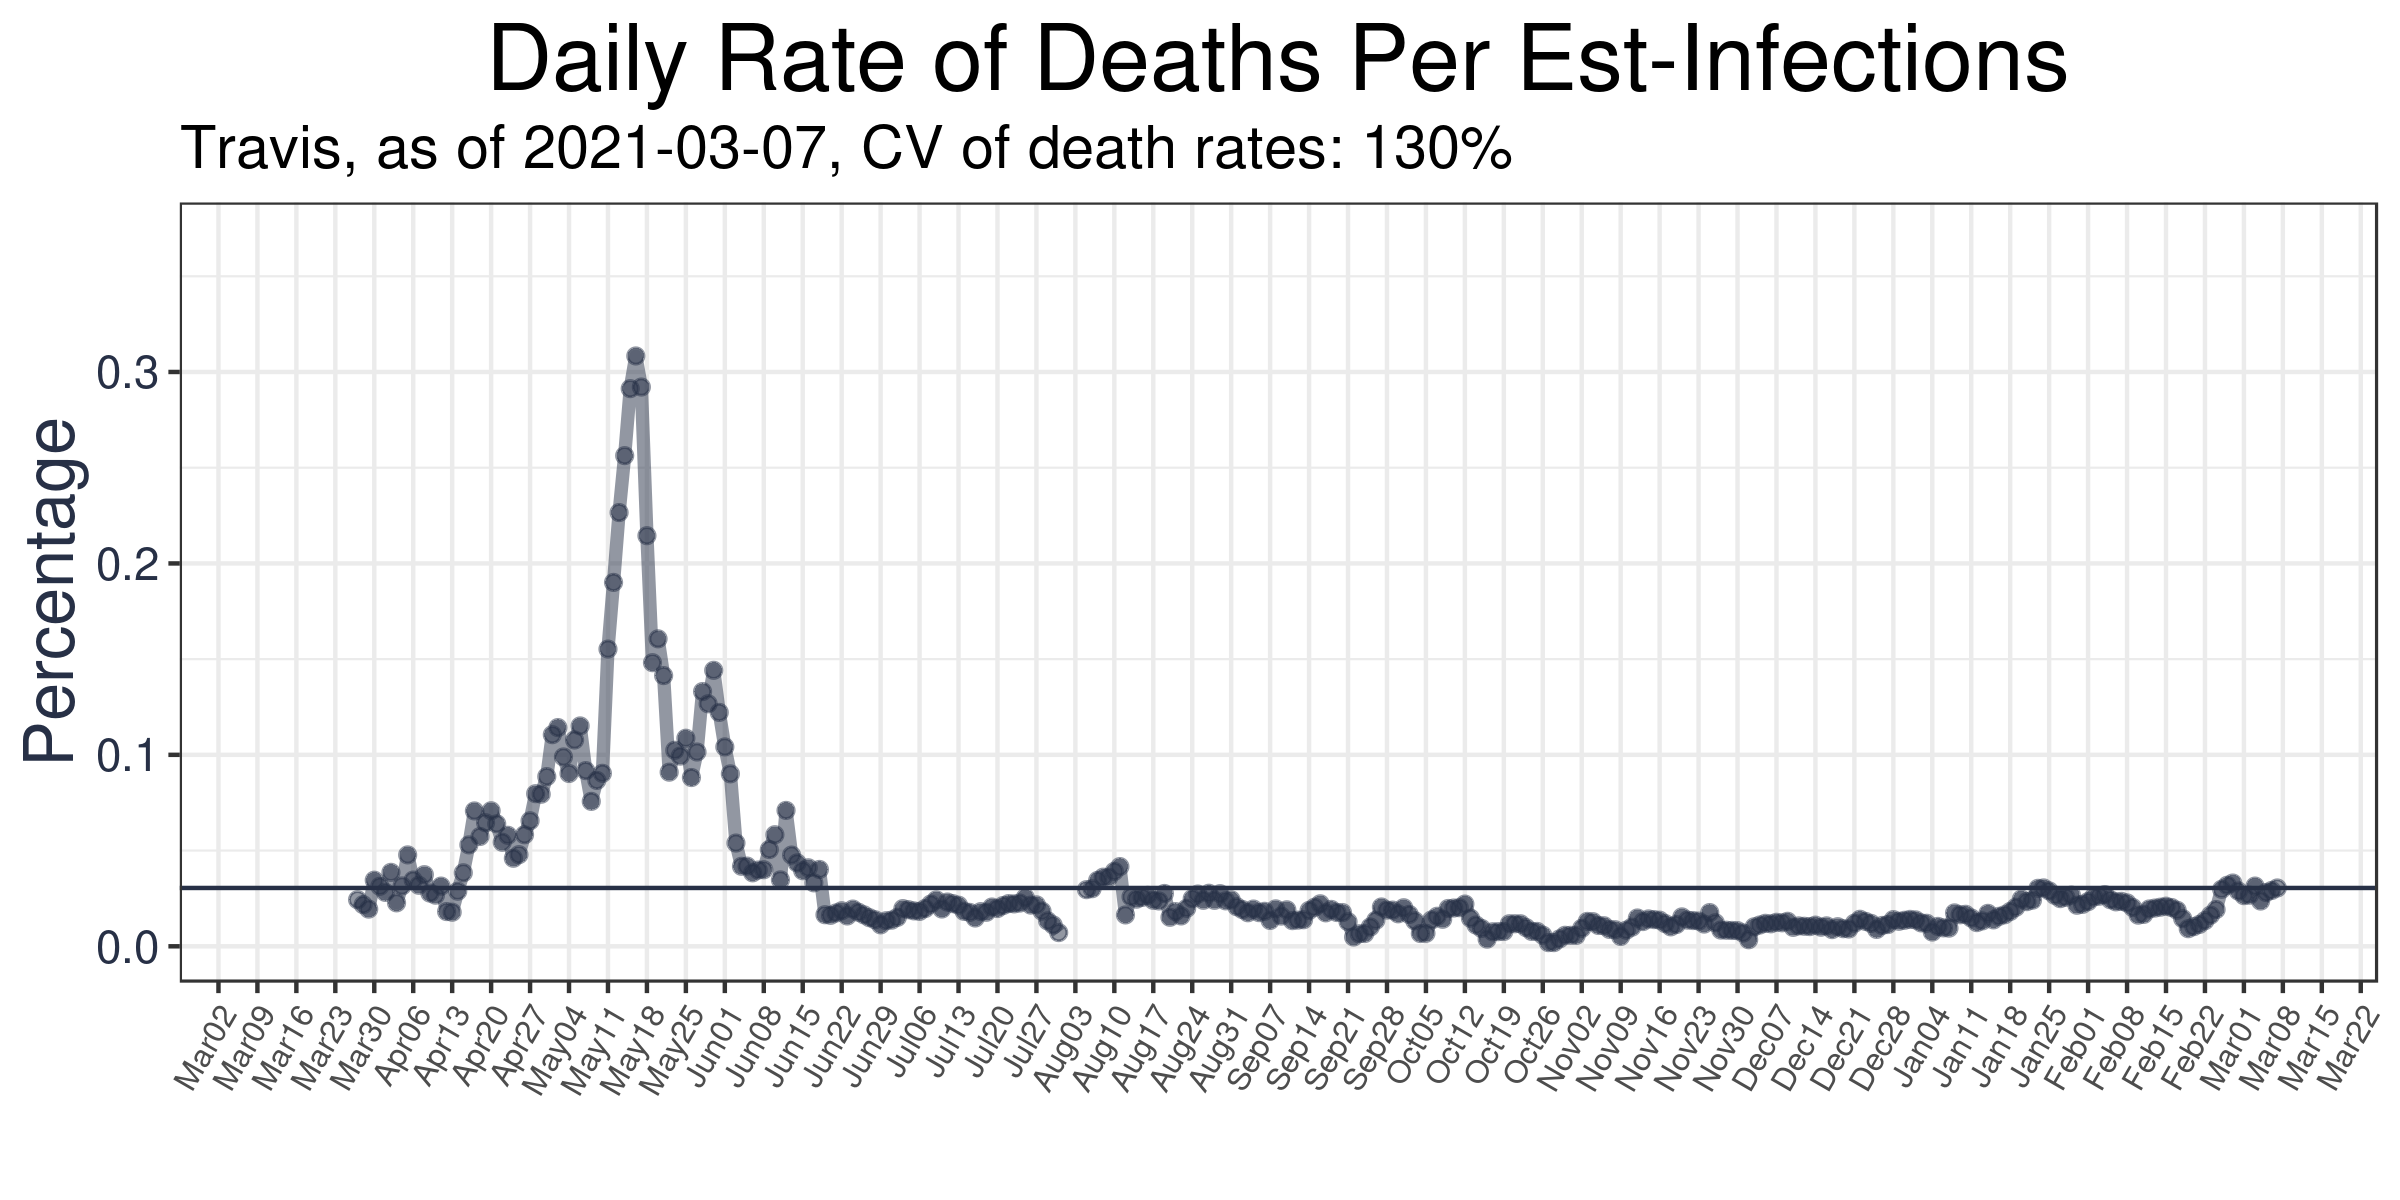 Daily Rate of Deaths Per Est-Infections
Travis, as of 2021-03-07, CV of death rates: 130%
Percentage
0.3
0.2
0.1
0.0
Mar02
Mar09
Mar16
Mar23
Mar30
Apr06
Apr13
Apr20
Apr27
May04
May11
May18
May25
Jun01
Jun08
Jun15
Jun22
Jun29
Jul06
Jul13
Jul20
Jul27
Aug03
Aug10
Aug17
Aug24
Aug31
Sep07
Sep14
Sep21
Sep28
Oct05
Oct12
Oct19
Oct26
Nov02
Nov09
Nov16
Nov23
Nov30
Dec07
Dec14
Dec21
Dec28
Jan04
Jan11
Jan18
Jan25
Feb01
Feb08
Feb15
Feb22
Mar01
Mar08
Mar15
Mar22